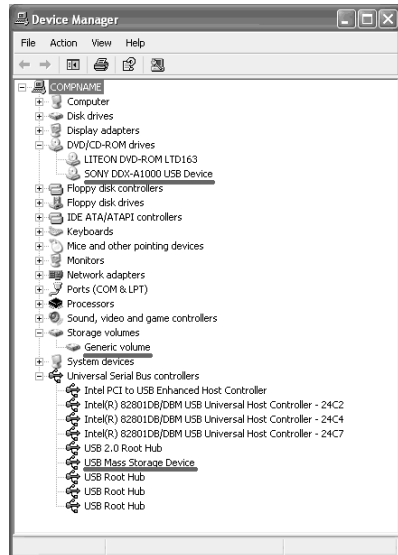 Device Manager
File Action View Help
COMPNAME
Computer
Disk drives
Display adapters
DVD/CD-ROM drives
LITEON DVD-ROM LTD163
SONY DDX-A1000 USB Device
Floppy disk controllers
Floppy disk drives
IDE ATA/ATAPI controllers
Keyboards
Mice and other pointing devices
Monitors
Network adapters
Ports (COM & LPT)
Processors
Sound, video and game controllers
Storage volumes
Generic volume
System devices
Universal Serial Bus controllers
Intel PCI to USB Enhanced Host Controller
Intel(R) 82801DB/DBM USB Universal Host Controller - 24C2
Intel(R) 82801DB/DBM USB Universal Host Controller - 24C4
Intel(R) 82801DB/DBM USB Universal Host Controller - 24C7
USB 2.0 Root Hub
USB Mass Storage Device
USB Root Hub
USB Root Hub
USB Root Hub